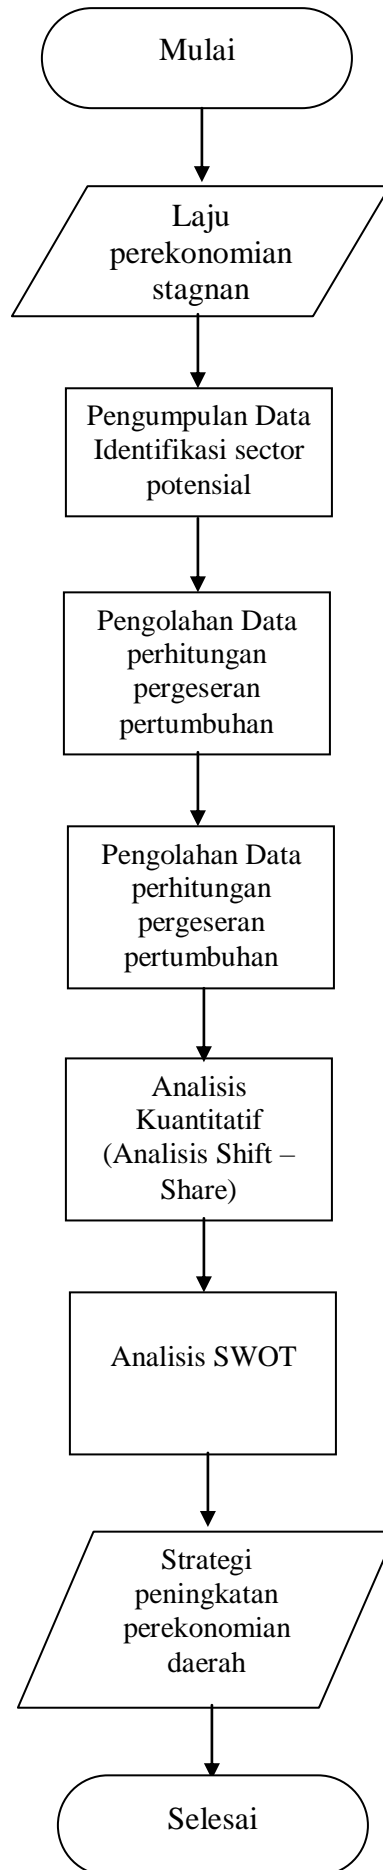 Mulai
Laju
perekonomian
stagnan
Pengumpulan Data
Identifikasi sector
potensial
Pengolahan Data
perhitungan
pergeseran
pertumbuhan
Pengolahan Data
perhitungan
pergeseran
pertumbuhan
Analisis
Kuantitatif
(Analisis Shift –
Share)
Analisis SWOT
Strategi
peningkatan
perekonomian
daerah
Selesai